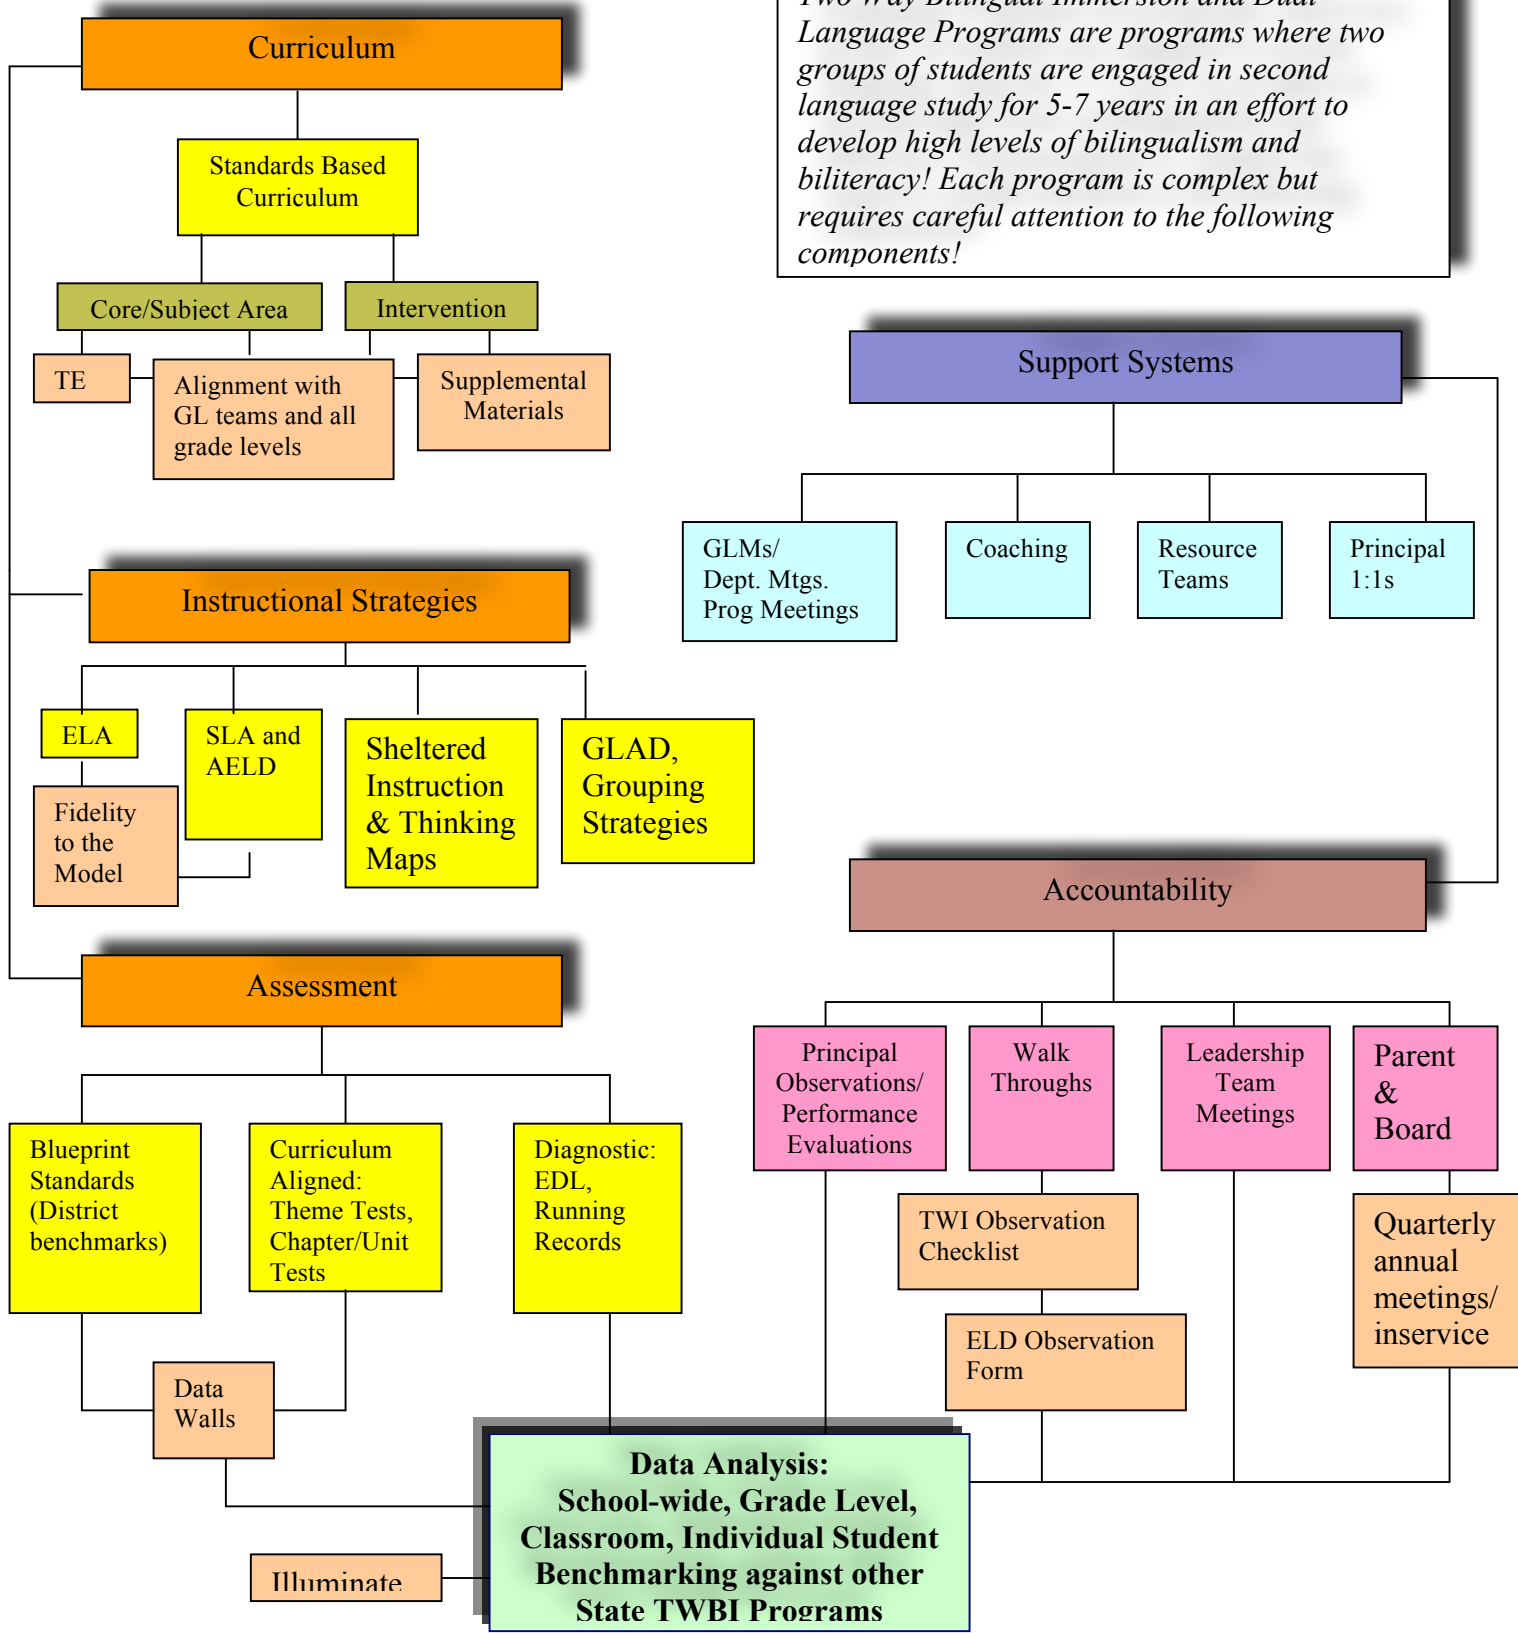 Two Way Bilingual Immersion and Dual
Language Programs are programs where two
groups of students are engaged in second
language study for 5-7 years in an effort to
develop high levels of bilingualism and
biliteracy! Each program is complex but
requires careful attention to the following
components!
Curriculum
Standards Based
Curriculum
Core/Subject Area
Intervention
TE
Alignment with
GL teams and all
grade levels
Supplemental
Materials
Support Systems
GLMs/
Dept. Mtgs.
Prog Meetings
Coaching
Resource
Teams
Principal
1:1s
Instructional Strategies
ELA
SLA and
AELD
Sheltered
Instruction
& Thinking
Maps
GLAD,
Grouping
Strategies
Fidelity
to the
Model
Accountability
Principal
Observations/
Performance
Evaluations
Walk
Throughs
Leadership
Team
Meetings
Parent
&
Board
TWI Observation
Checklist
ELD Observation
Form
Quarterly
annual
meetings/
inservice
Assessment
Blueprint
Standards
(District
benchmarks)
Curriculum
Aligned:
Theme Tests,
Chapter/Unit
Tests
Diagnostic:
EDL,
Running
Records
Data
Walls
Illuminate
Data Analysis:
School-wide, Grade Level,
Classroom, Individual Student
Benchmarking against other
State TWBI Programs